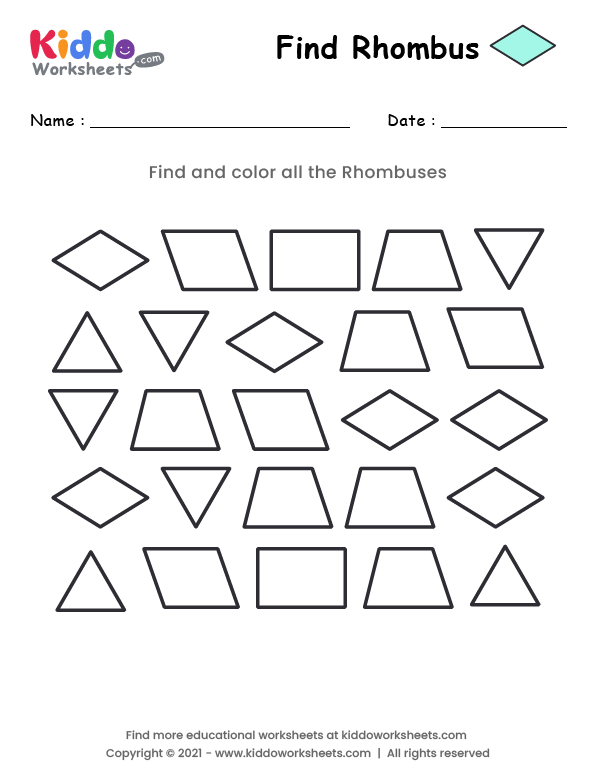 Kiddo
Worksheets
.com
Find Rhombus
Name :
Date :
Find and color all the Rhombuses
Find more educational worksheets at kiddoworksheets.com
Copyright © 2021 - www.kiddoworksheets.com | All rights reserved